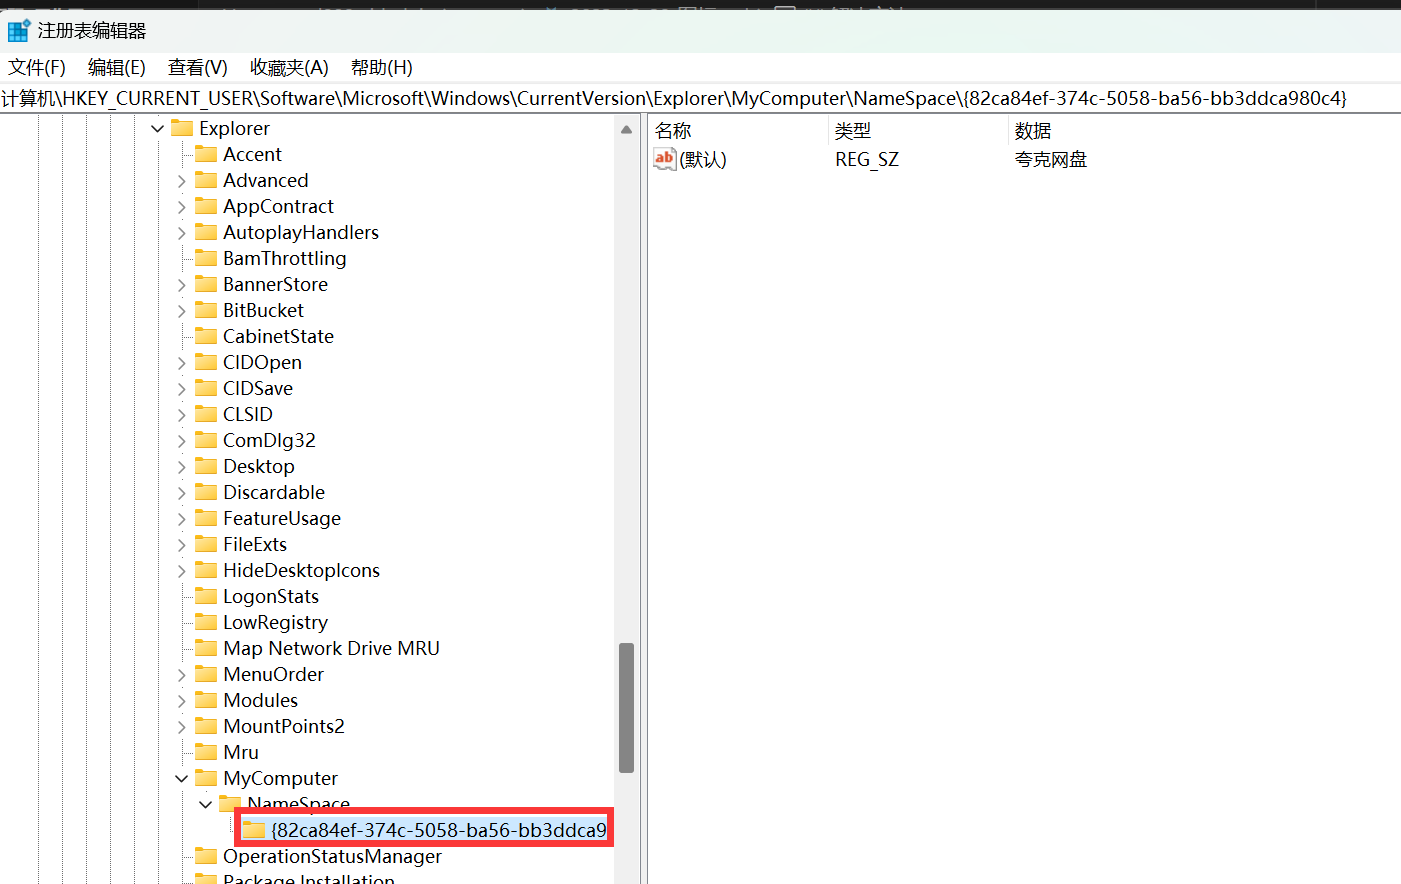 注册表编辑器
文件(F) 编辑(E) 查看(V) 收藏夹(A) 帮助(H)
计算机\HKEY_CURRENT_USER\Software\Microsoft\Windows\CurrentVersion\Explorer\MyComputer\NameSpace\{82ca84ef-374c-5058-ba56-bb3ddca980c4}
Explorer
Accent
Advanced
AppContract
AutoplayHandlers
BamThrottling
BannerStore
BitBucket
CabinetState
CIDOpen
CIDSave
CLSID
ComDlg32
Desktop
Discardable
FeatureUsage
FileExts
HideDesktopIcons
LogonStats
LowRegistry
Map Network Drive MRU
MenuOrder
Modules
MountPoints2
Mru
MyComputer
NameSpace
{82ca84ef-374c-5058-ba56-bb3ddca9
OperationStatusManager
Package Installation
名称 类型 数据
ab (默认) REG_SZ 夸克网盘